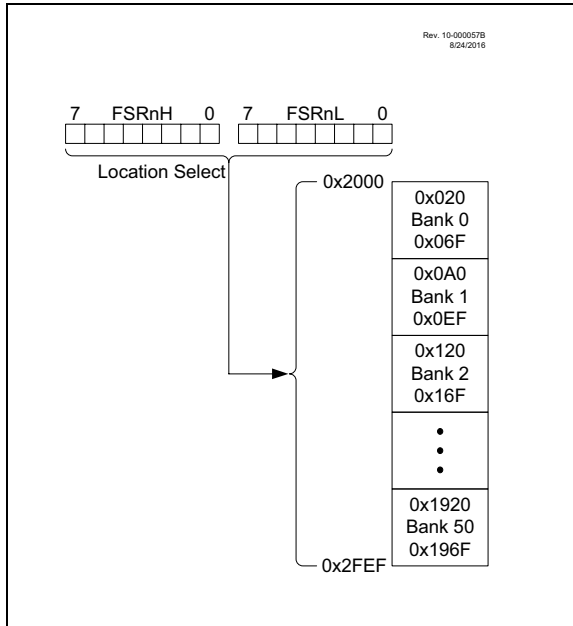 Rev. 10-000057B
8/24/2016
7 FSRnH 0 7 FSRnL 0
Location Select
0x2000
0x020
Bank 0
0x06F
0x0A0
Bank 1
0x0EF
0x120
Bank 2
0x16F
0x1920
Bank 50
0x196F
0x2FEF